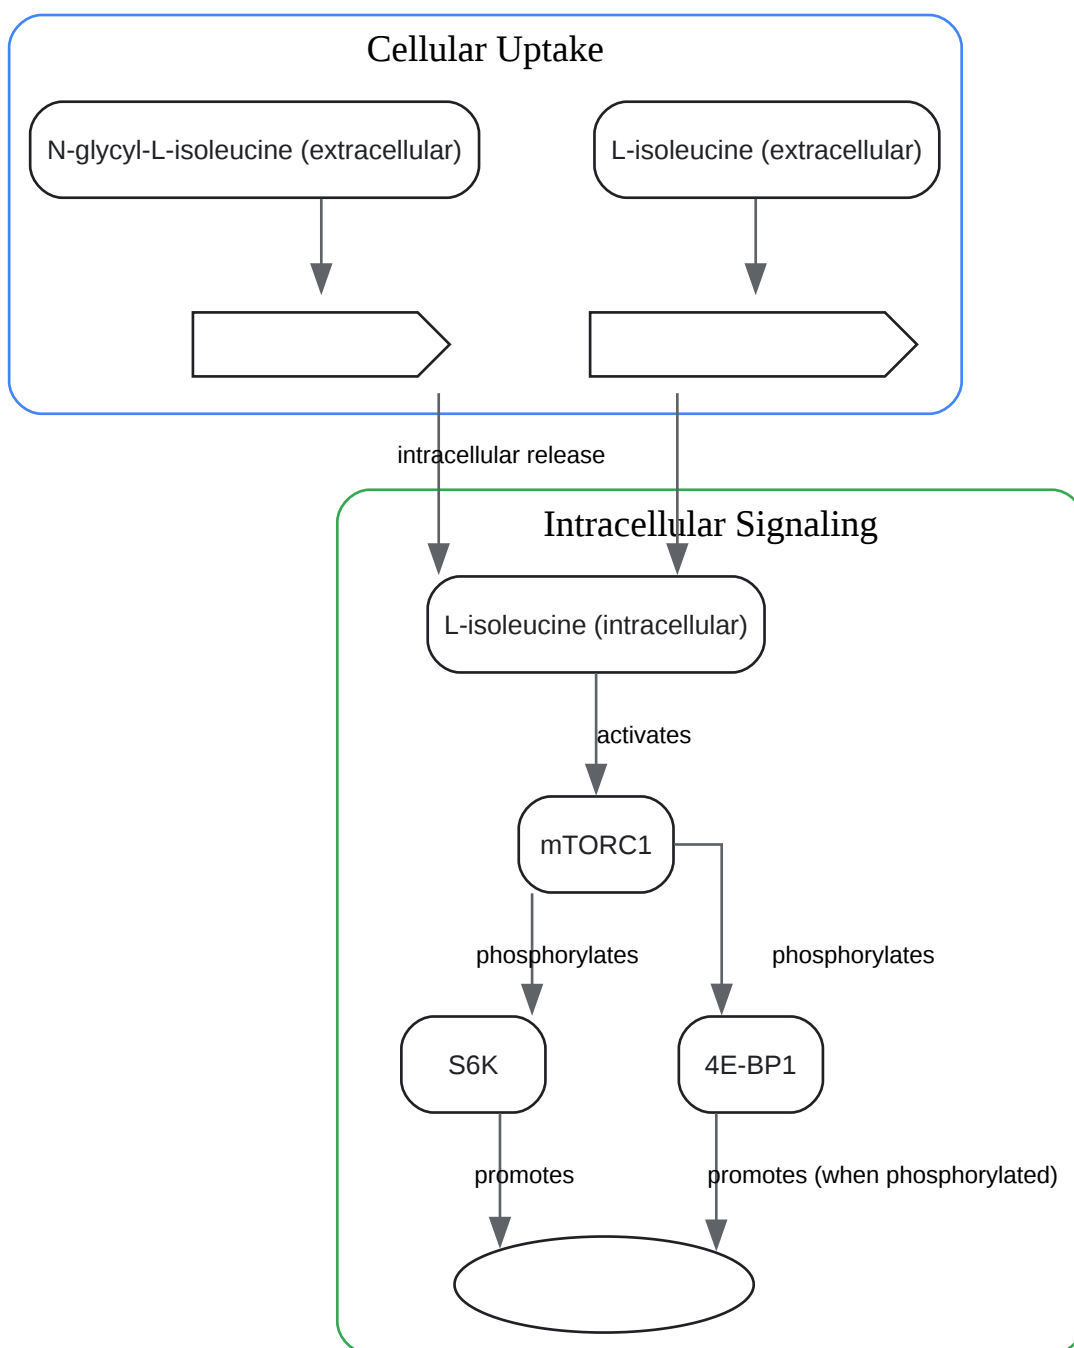 Cellular Uptake
N-glycyl-L-isoleucine (extracellular)
L-isoleucine (extracellular)
intracellular release
Intracellular Signaling
L-isoleucine (intracellular)
activates
mTORC1
phosphorylates
phosphorylates
S6K
4E-BP1
promotes
promotes (when phosphorylated)